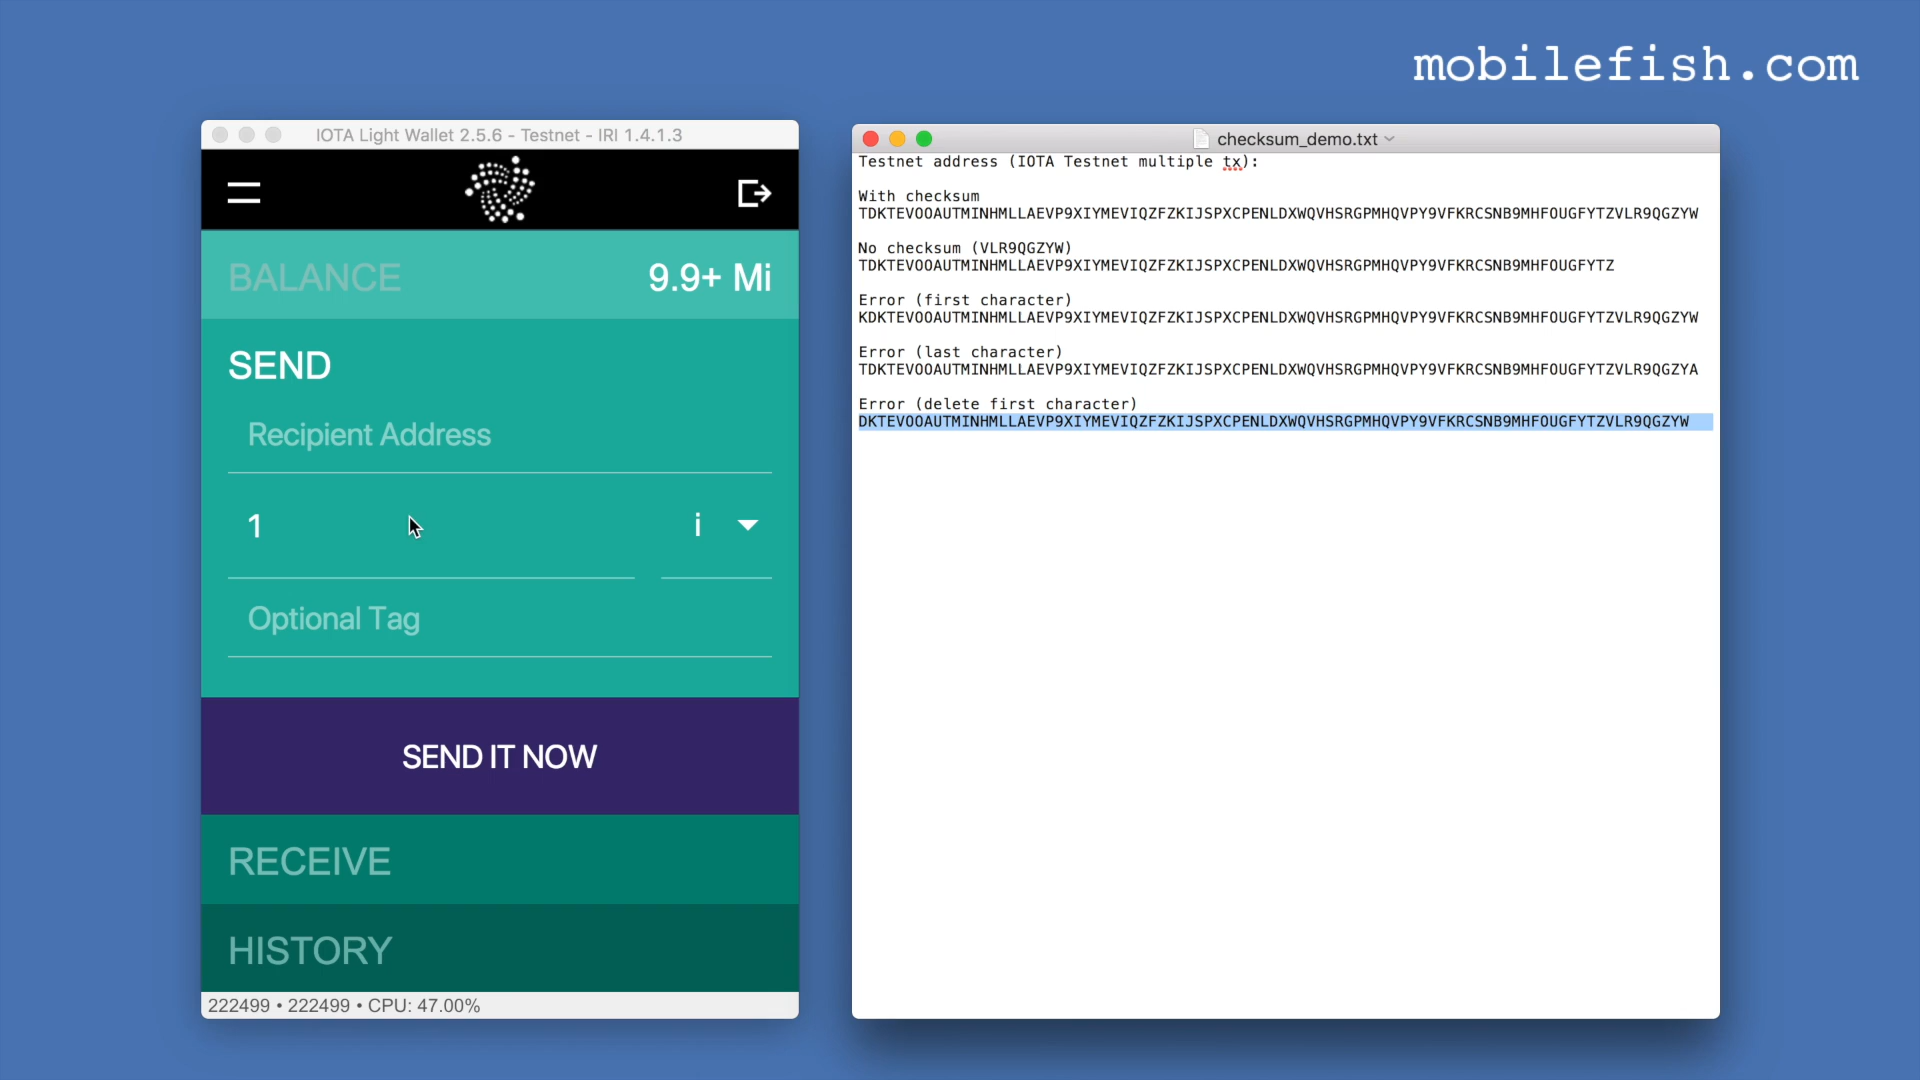 mobilefish.com
IOTA Light Wallet 2.5.6 - Testnet - IRI 1.4.1.3
BALANCE 9.9+ Mi
SEND
Recipient Address
1 i
Optional Tag
SEND IT NOW
RECEIVE
HISTORY
222499 • 222499 • CPU: 47.00%
checksum_demo.txt
Testnet address (IOTA Testnet multiple tx):
With checksum
TDKTEVOOAUTMINHMLLAEVP9XIYMEVIQZFZKIJSPXCPENLDXWQVHSRGPMHQVPY9VFKRCSNB9MHFOUGFYTZVLR9QGZYW
No checksum (VLR9QGZYW)
TDKTEVOOAUTMINHMLLAEVP9XIYMEVIQZFZKIJSPXCPENLDXWQVHSRGPMHQVPY9VFKRCSNB9MHFOUGFYTZ
Error (first character)
KDKTEVOOAUTMINHMLLAEVP9XIYMEVIQZFZKIJSPXCPENLDXWQVHSRGPMHQVPY9VFKRCSNB9MHFOUGFYTZVLR9QGZYW
Error (last character)
TDKTEVOOAUTMINHMLLAEVP9XIYMEVIQZFZKIJSPXCPENLDXWQVHSRGPMHQVPY9VFKRCSNB9MHFOUGFYTZVLR9QGZYA
Error (delete first character)
DKTEVOOAUTMINHMLLAEVP9XIYMEVIQZFZKIJSPXCPENLDXWQVHSRGPMHQVPY9VFKRCSNB9MHFOUGFYTZVLR9QGZYW